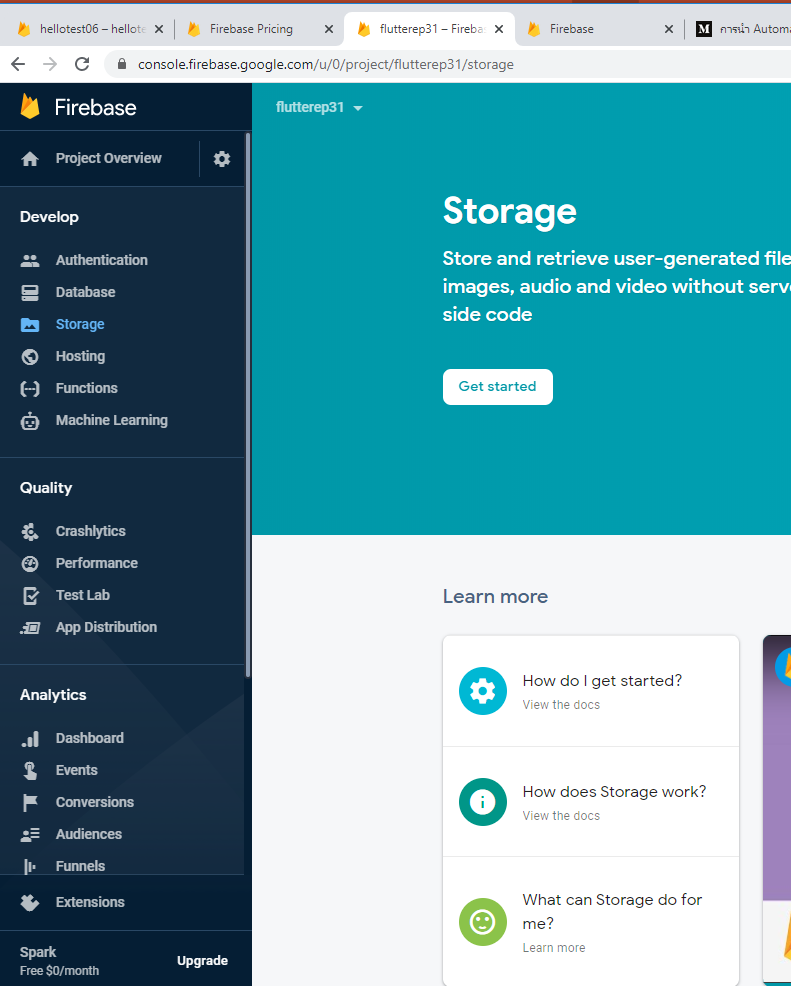 hellotest06 – hellote
Firebase Pricing
flutterep31 – Fireba
Firebase
M
การนำ Automa
console.firebase.google.com/u/0/project/flutterep31/storage
Firebase
flutterep31
Project Overview
Develop
Authentication
Database
Storage
Hosting
Functions
Machine Learning
Quality
Crashlytics
Performance
Test Lab
App Distribution
Analytics
Dashboard
Events
Conversions
Audiences
Funnels
Extensions
Spark
Free $0/month
Upgrade
Storage
Store and retrieve user-generated file
images, audio and video without serve
side code
Get started
Learn more
How do I get started?
View the docs
How does Storage work?
View the docs
What can Storage do for
me?
Learn more